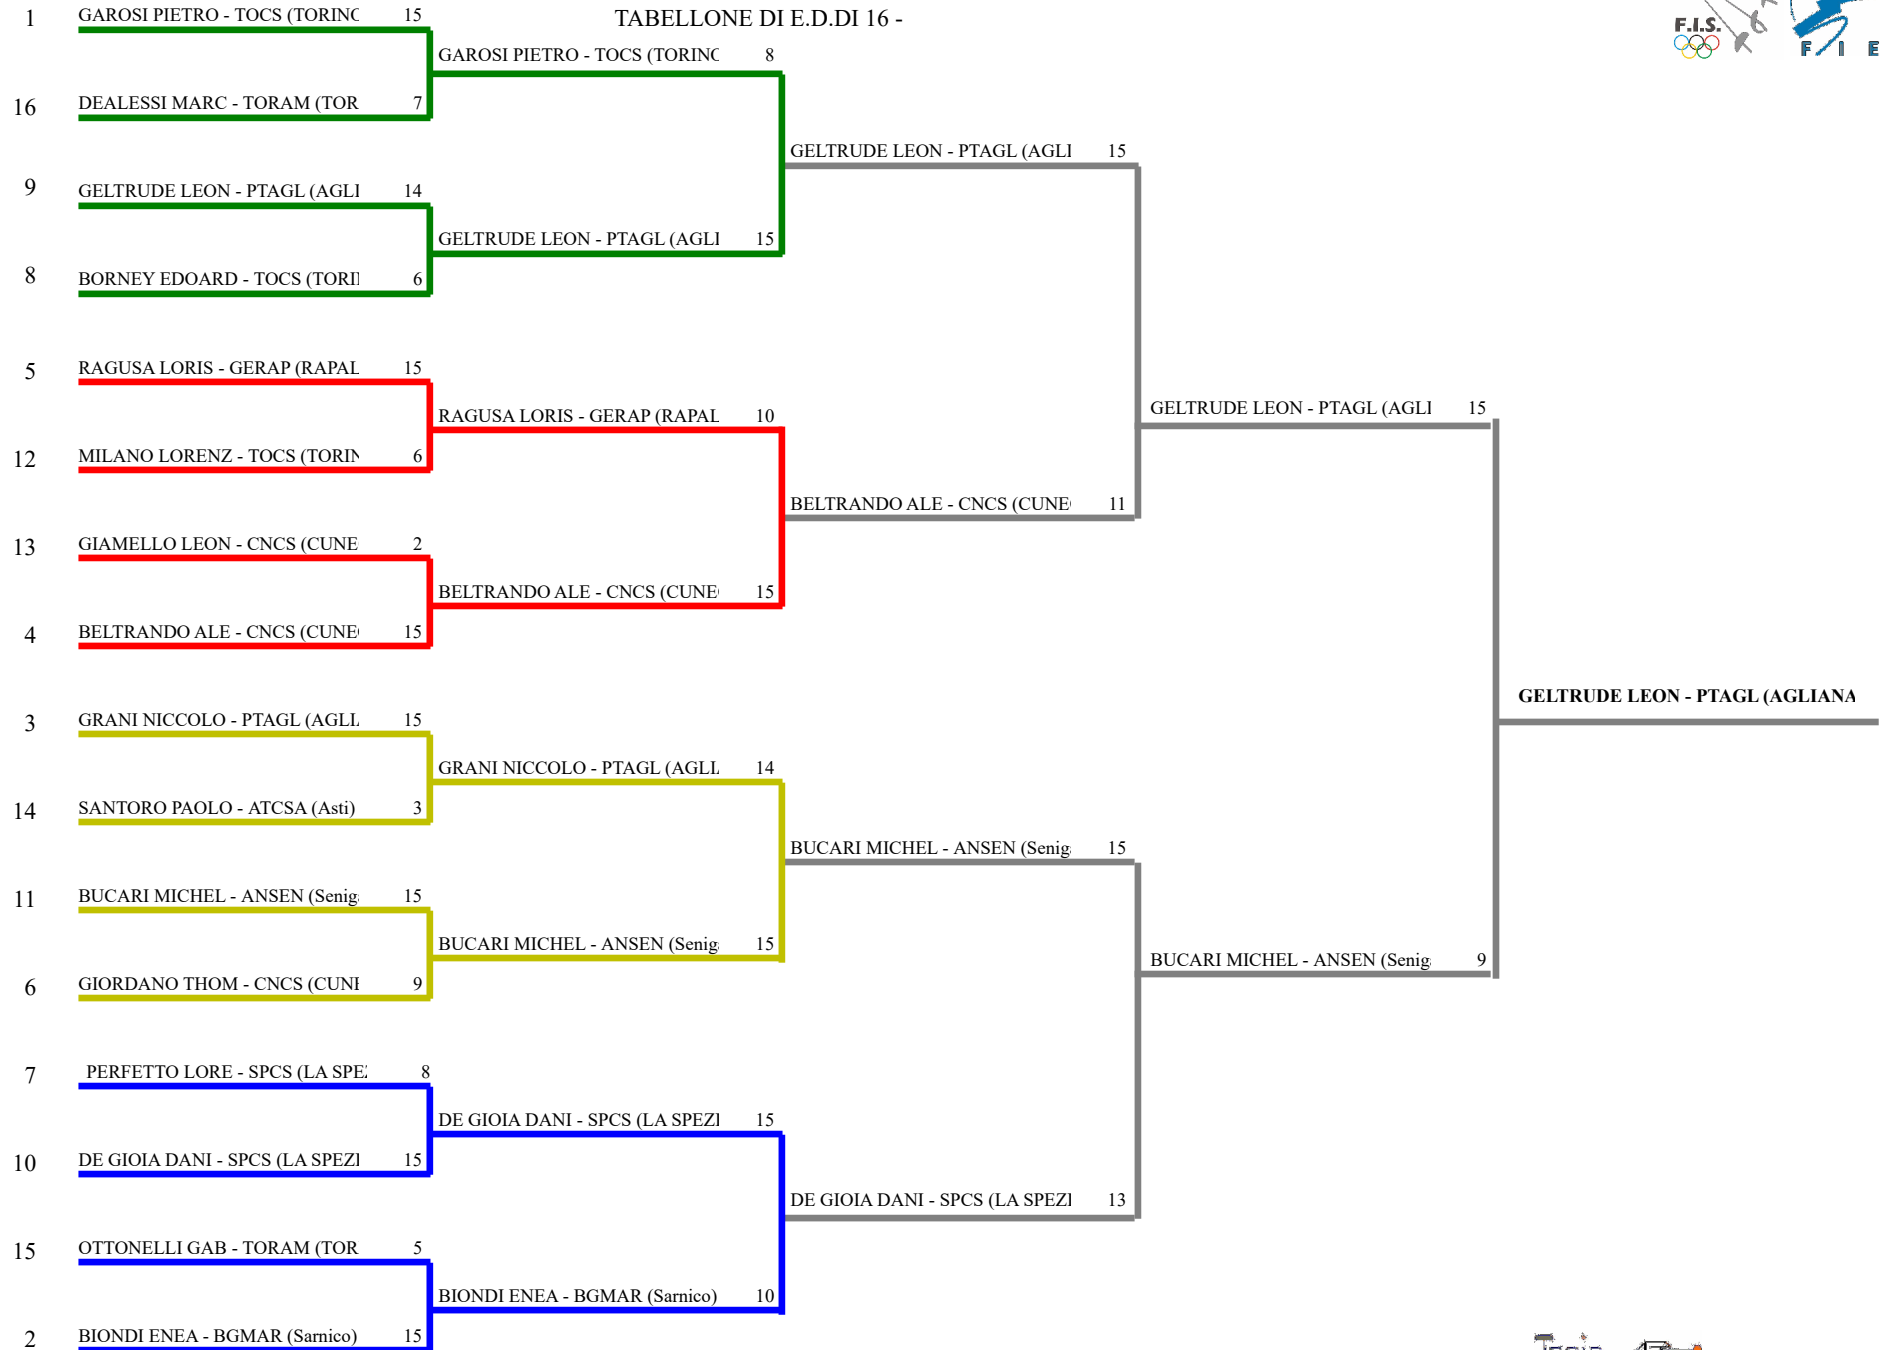 1 GAROSI PIETRO - TOCS (TORINO 15
TABELLONE DI E.D.DI 16 -
F.I.S.
F I E
GAROSI PIETRO - TOCS (TORINO 8
16 DEALESSI MARC - TORAM (TOR 7
GELTRUDE LEON - PTAGL (AGLI 15
9 GELTRUDE LEON - PTAGL (AGLI 14
GELTRUDE LEON - PTAGL (AGLI 15
8 BORNEY EDOARD - TOCS (TORI 6
5 RAGUSA LORIS - GERAP (RAPAL 15
RAGUSA LORIS - GERAP (RAPAL 10
GELTRUDE LEON - PTAGL (AGLI 15
12 MILANO LORENZ - TOCS (TORIN 6
BELTRANDO ALE - CNCS (CUNE 11
13 GIAMELLO LEON - CNCS (CUNE 2
BELTRANDO ALE - CNCS (CUNE 15
4 BELTRANDO ALE - CNCS (CUNE 15
GELTRUDE LEON - PTAGL (AGLIANA
3 GRANI NICCOLO - PTAGL (AGLI 15
GRANI NICCOLO - PTAGL (AGLI 14
14 SANTORO PAOLO - ATCSA (Asti) 3
BUCARI MICHEL - ANSEN (Senig 15
11 BUCARI MICHEL - ANSEN (Senig 15
BUCARI MICHEL - ANSEN (Senig 15
BUCARI MICHEL - ANSEN (Senig 9
6 GIORDANO THOM - CNCS (CUNE 9
7 PERFETTO LORE - SPCS (LA SPE 8
DE GIOIA DANI - SPCS (LA SPEZI 15
10 DE GIOIA DANI - SPCS (LA SPEZI 15
DE GIOIA DANI - SPCS (LA SPEZI 13
15 OTTONELLI GAB - TORAM (TOR 5
BIONDI ENEA - BGMAR (Sarnico) 10
2 BIONDI ENEA - BGMAR (Sarnico) 15